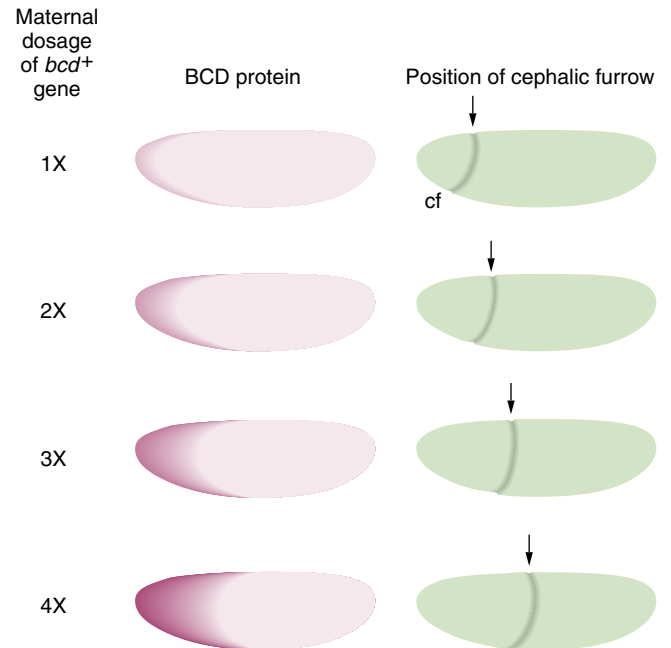 Maternal
dosage
of bcd+
gene
BCD protein
Position of cephalic furrow
1X
cf
2X
3X
4X